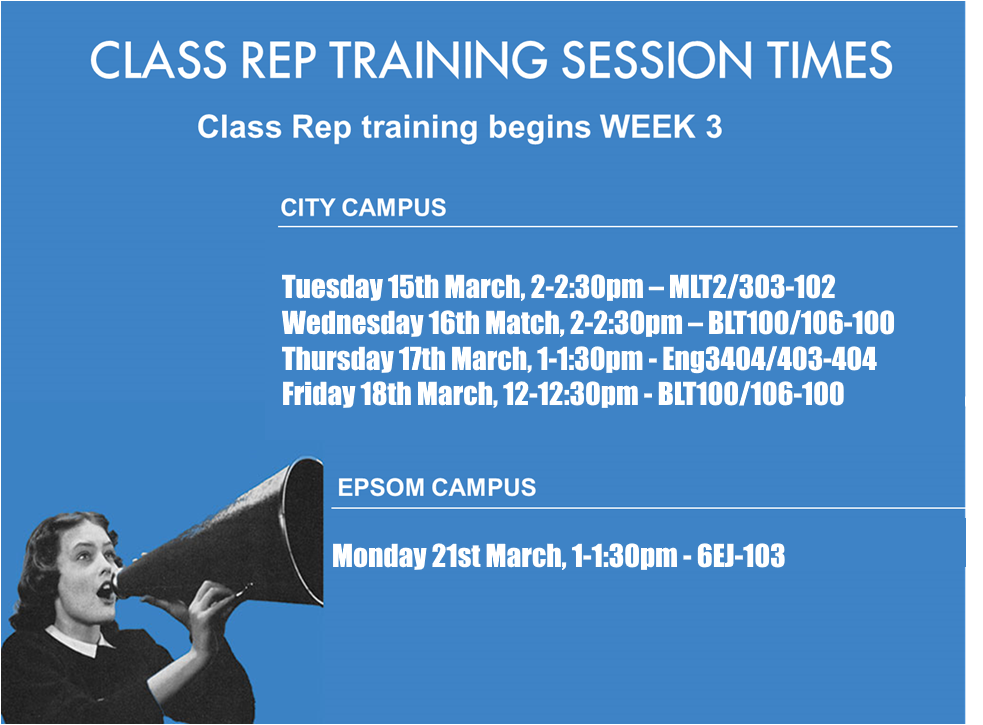 CLASS REP TRAINING SESSION TIMES
Class Rep training begins WEEK 3
CITY CAMPUS
Tuesday 15th March, 2-2:30pm – MLT2/303-102
Wednesday 16th Match, 2-2:30pm – BLT100/106-100
Thursday 17th March, 1-1:30pm - Eng3404/403-404
Friday 18th March, 12-12:30pm - BLT100/106-100
EPSOM CAMPUS
Monday 21st March, 1-1:30pm - 6EJ-103